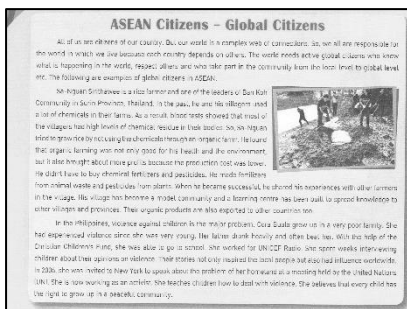 ASEAN Citizens – Global Citizens
All of us are citizens of our country. But our world is a complex web of connections. So, we all are responsible for
the world in which we live because each country depends on others. The world needs active global citizens who know
what is happening in the world, respect others and who take part in the community from the local level to global level
etc. The following are examples of global citizens in ASEAN.
Sa-Nguan Sinthawee is a rice farmer and one of the leaders of Ban Koh
Community in Surin Province, Thailand. In the past, he and his villagers used
a lot of chemicals in their farms. As a result, blood tests showed that most of
the villagers had high levels of chemical residue in their bodies. So, Sa-Nguan
tried to grow rice by not using the chemicals through an organic farm. He found
that organic farming was not only good for his health and the environment,
but it also brought about more profits because the production cost was lower.
He didn't have to buy chemical fertilizers and pesticides. He made fertilizers
from animal waste and pesticides from plants. When he became successful, he shared his experiences with other farmers
in the village. His village has become a model community and a learning centre has been built to spread knowledge to
other villages and provinces. Their organic products are also exported to other countries too.
In the Philippines, violence against children is the major problem. Cora Buala grew up in a very poor family. She
had experienced violence since she was very young. Her father drank heavily and often beat her. With the help of the
Christian Children's Fund, she was able to go to school. She worked for UNICEF Radio. She spent weeks interviewing
children about their opinions on violence. Their stories not only inspired the local people but also had influence worldwide.
In 2006, she was invited to New York to speak about the problem of her homeland at a meeting held by the United Nations
(UN). She is now working as an activist. She teaches children how to deal with violence. She believes that every child has
the right to grow up in a peaceful community.